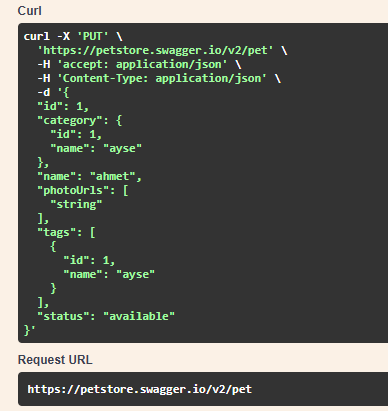 Curl
curl -X 'PUT' \
  'https://petstore.swagger.io/v2/pet' \
  -H 'accept: application/json' \
  -H 'Content-Type: application/json' \
  -d '{
  "id": 1,
  "category": {
    "id": 1,
    "name": "ayse"
  },
  "name": "ahmet",
  "photoUrls": [
    "string"
  ],
  "tags": [
    {
      "id": 1,
      "name": "ayse"
    }
  ],
  "status": "available"
}'
Request URL
https://petstore.swagger.io/v2/pet